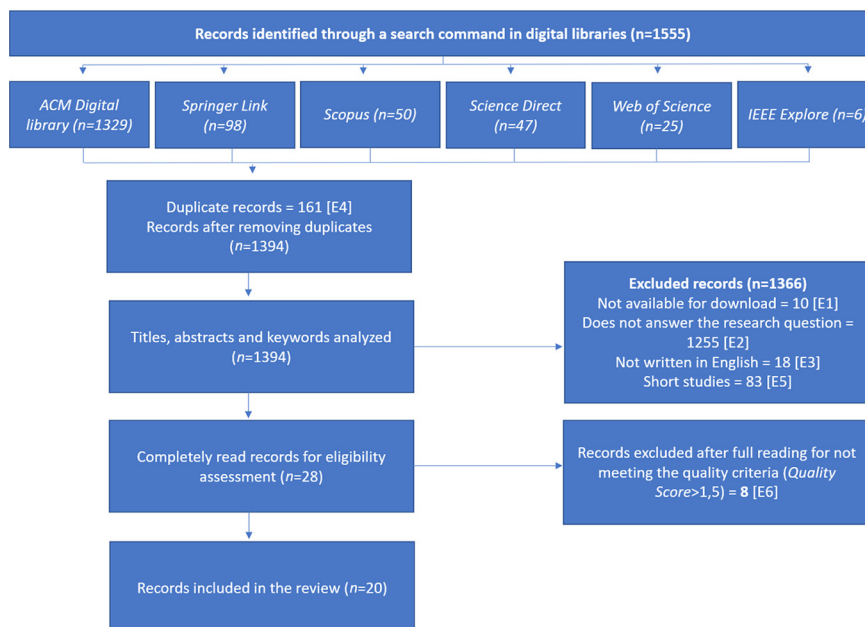 Records identified through a search command in digital libraries (n=1555)
ACM Digital
library (n=1329)
Springer Link
(n=98)
Scopus (n=50)
Science Direct
(n=47)
Web of Science
(n=25)
IEEE Explore (n=6)
Duplicate records = 161 [E4]
Records after removing duplicates
(n=1394)
Titles, abstracts and keywords analyzed
(n=1394)
Excluded records (n=1366)
Not available for download = 10 [E1]
Does not answer the research question =
1255 [E2]
Not written in English = 18 [E3]
Short studies = 83 [E5]
Completely read records for eligibility
assessment (n=28)
Records excluded after full reading for not
meeting the quality criteria (Quality
Score>1,5) = 8 [E6]
Records included in the review (n=20)